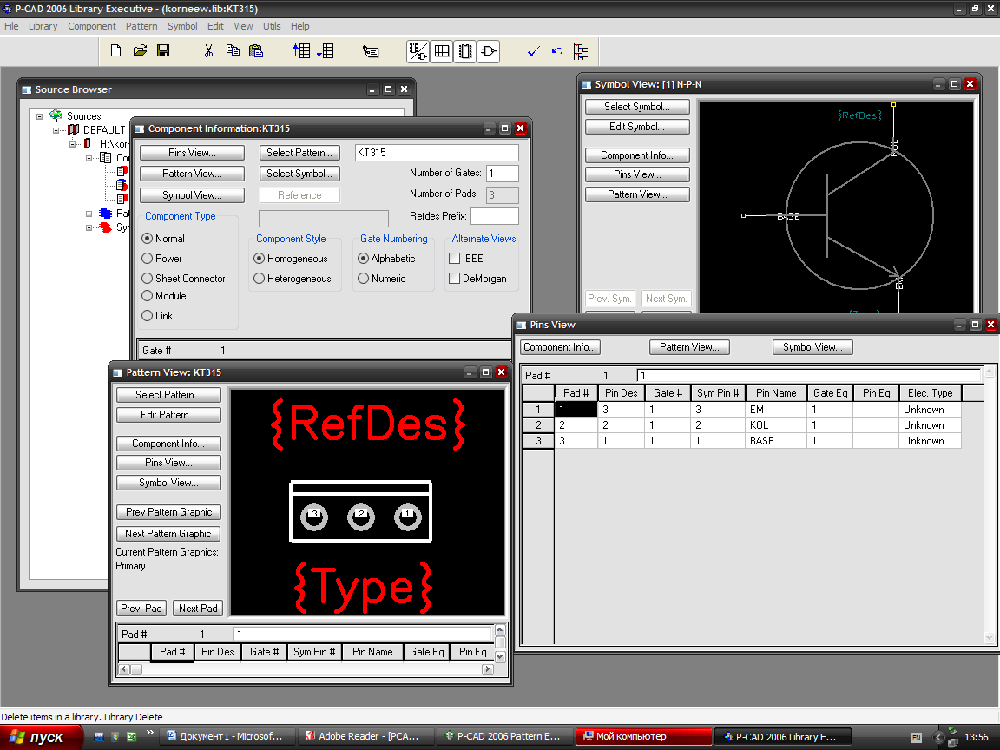 P-CAD 2006 Library Executive - (korneew.lib:KT315)
File Library Component Pattern Symbol Edit View Utils Help
Source Browser
Sources
DEFAULT_
H:\kor
Cor
Pat
Syr
Component Information:KT315
Pins View... Select Pattern... KT315
Pattern View... Select Symbol... Number of Gates: 1
Symbol View... Reference Number of Pads: 3
Refdes Prefix:
Component Type Component Style Gate Numbering Alternate Views
Normal Homogeneous Alphabetic IEEE
Power Heterogeneous Numeric DeMorgan
Sheet Connector
Module
Link
Gate # 1
Symbol View: [1] N-P-N
Select Symbol...
Edit Symbol...
Component Info...
Pins View...
Pattern View...
Prev. Sym. Next Sym.
{RefDes}
KOL
BASE
Pins View
Component Info... Pattern View... Symbol View...
Pad # 1 1
Pad # Pin Des Gate # Sym Pin # Pin Name Gate Eq Pin Eq Elec. Type
1 1 3 1 3 EM 1 Unknown
2 2 2 1 2 KOL 1 Unknown
3 3 1 1 1 BASE 1 Unknown
Pattern View: KT315
Select Pattern...
Edit Pattern...
Component Info...
Pins View...
Symbol View...
Prev Pattern Graphic
Next Pattern Graphic
Current Pattern Graphics:
Primary
Prev. Pad Next Pad
{RefDes}
3 2 1
{Type}
Pad # 1 1
Pad # Pin Des Gate # Sym Pin # Pin Name Gate Eq Pin Eq
Delete items in a library. Library Delete
пуск » Документ1 - Microsof... Adobe Reader - [PCA... P-CAD 2006 Pattern E... Мой компьютер P-CAD 2006 Library E... EN 13:56